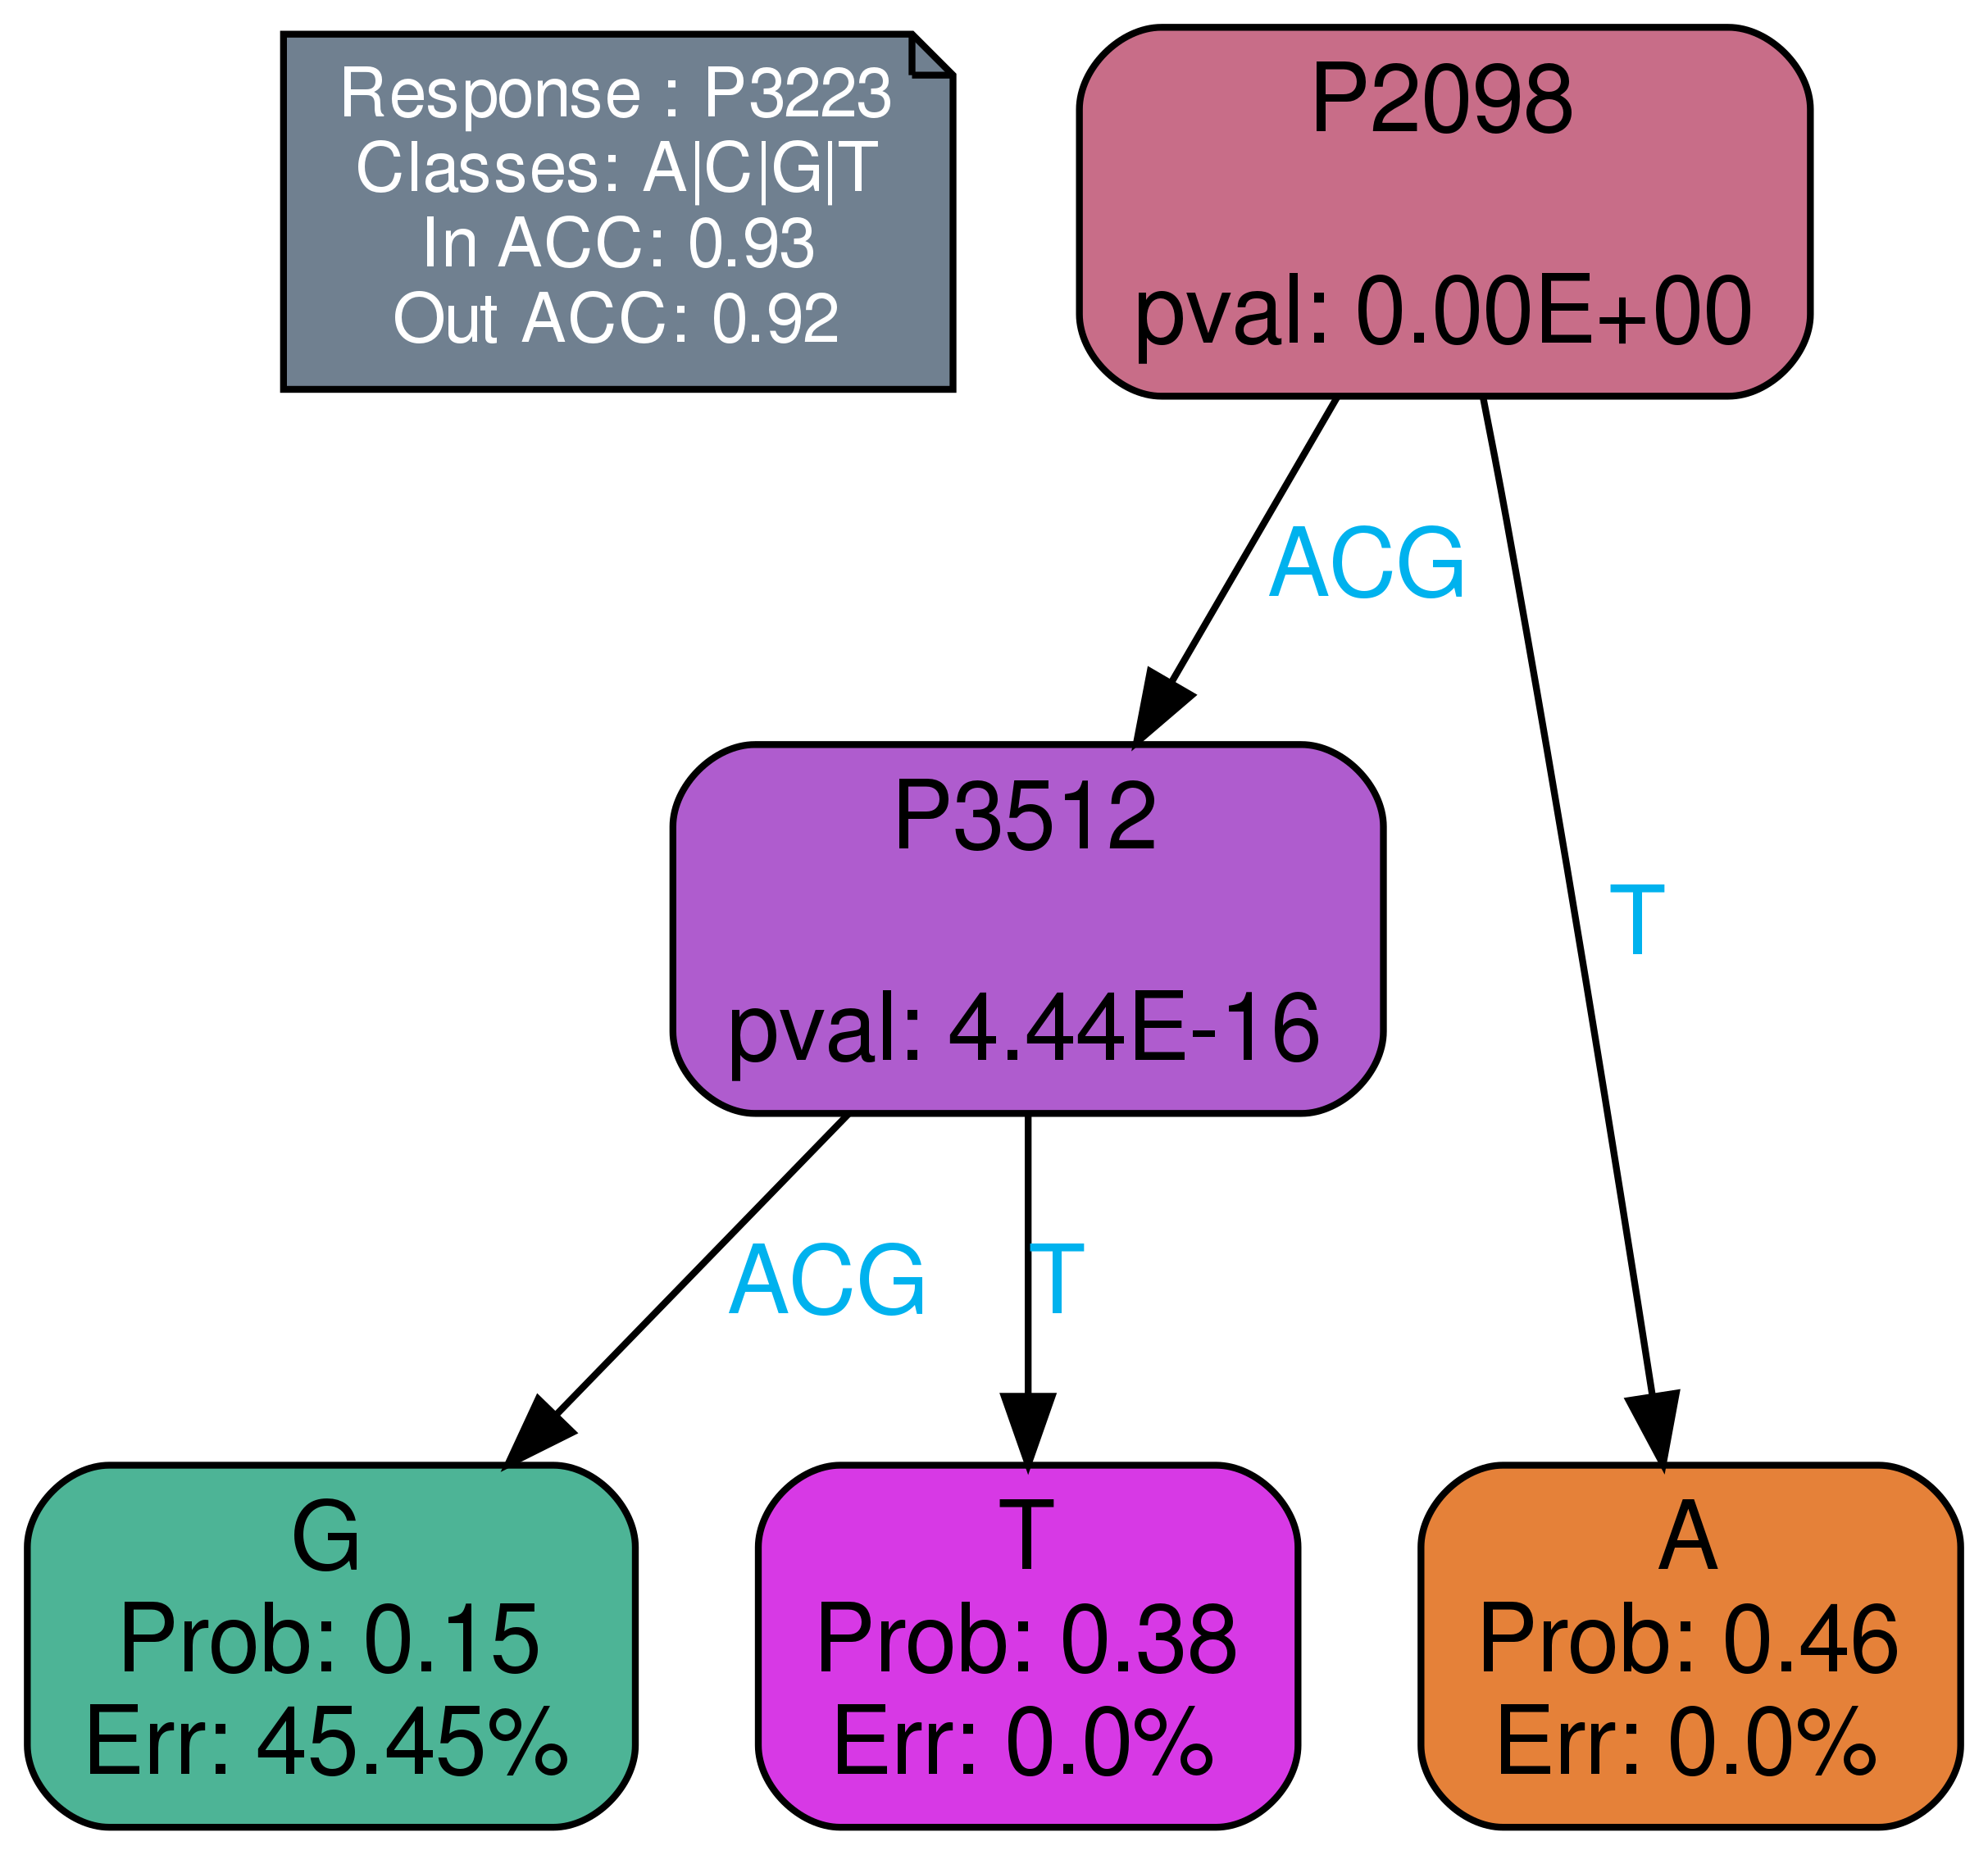 Response : P3223
Classes: A|C|G|T
In ACC: 0.93
Out ACC: 0.92
P2098
pval: 0.00E+00
ACG
T
P3512
pval: 4.44E-16
ACG
T
G
Prob: 0.15
Err: 45.45%
T
Prob: 0.38
Err: 0.0%
A
Prob: 0.46
Err: 0.0%